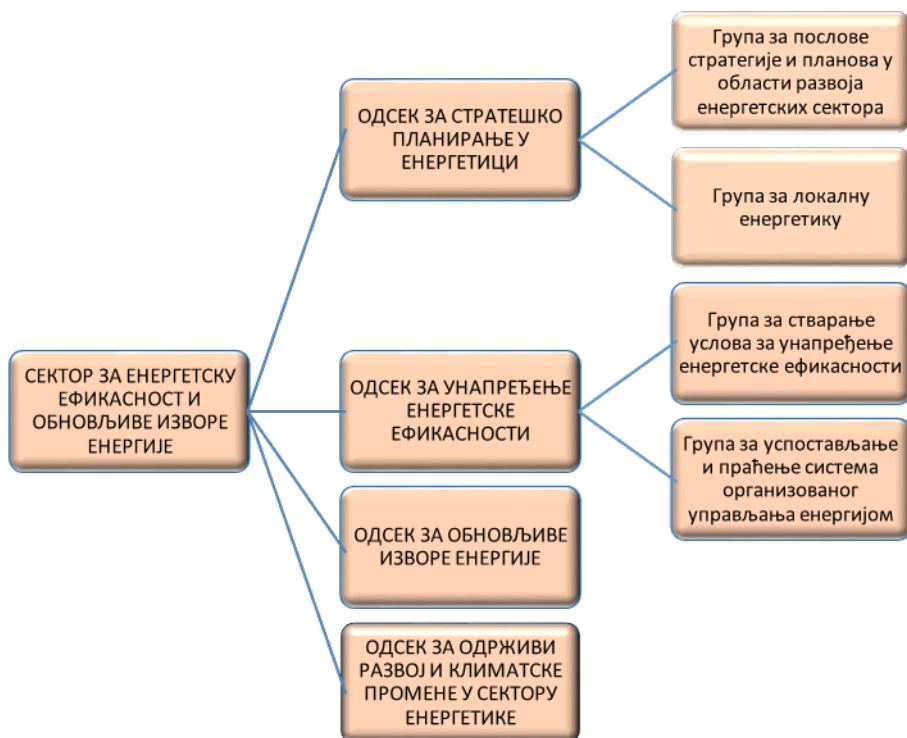 Група за послове
стратегије и планова у
области развоја
енергетских сектора
ОДСЕК ЗА СТРАТЕШКО
ПЛАНИРАЊЕ У
ЕНЕРГЕТИЦИ
Група за локалну
енергетику
Група за стварање
услова за унапређење
енергетске ефикасности
СЕКТОР ЗА ЕНЕРГЕТСКУ
ЕФИКАСНОСТ И
ОБНОВЉИВЕ ИЗВОРЕ
ЕНЕРГИЈЕ
ОДСЕК ЗА УНАПРЕЂЕЊЕ
ЕНЕРГЕТСКЕ
ЕФИКАСНОСТИ
Група за успостављање
и праћење система
организованог
управљања енергијом
ОДСЕК ЗА ОБНОВЉИВЕ
ИЗВОРЕ ЕНЕРГИЈЕ
ОДСЕК ЗА ОДРЖИВИ
РАЗВОЈ И КЛИМАТСКЕ
ПРОМЕНЕ У СЕКТОРУ
ЕНЕРГЕТИКЕ